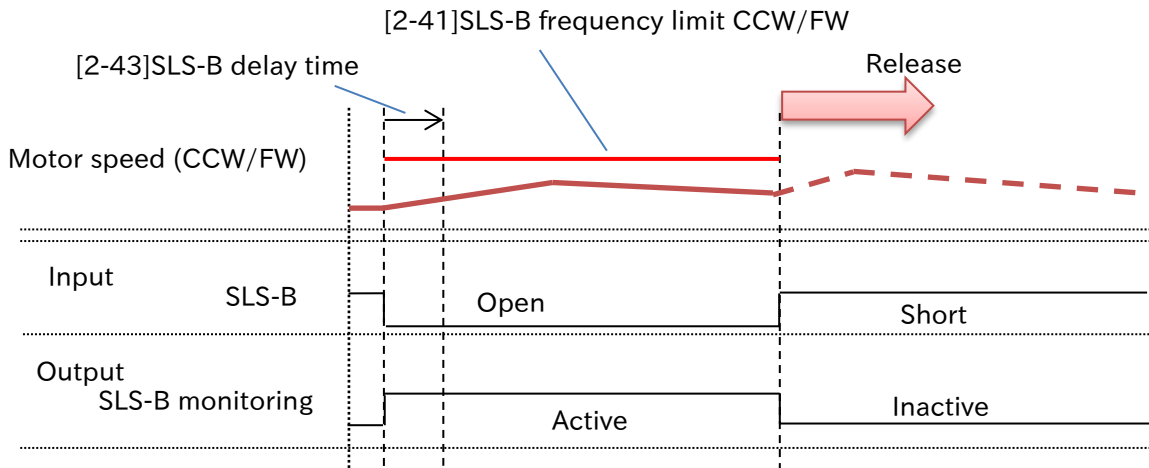 [2-41]SLS-B frequency limit CCW/FW
[2-43]SLS-B delay time
Release
Motor speed (CCW/FW)
Input
SLS-B
Open
Short
Output
SLS-B monitoring
Active
Inactive